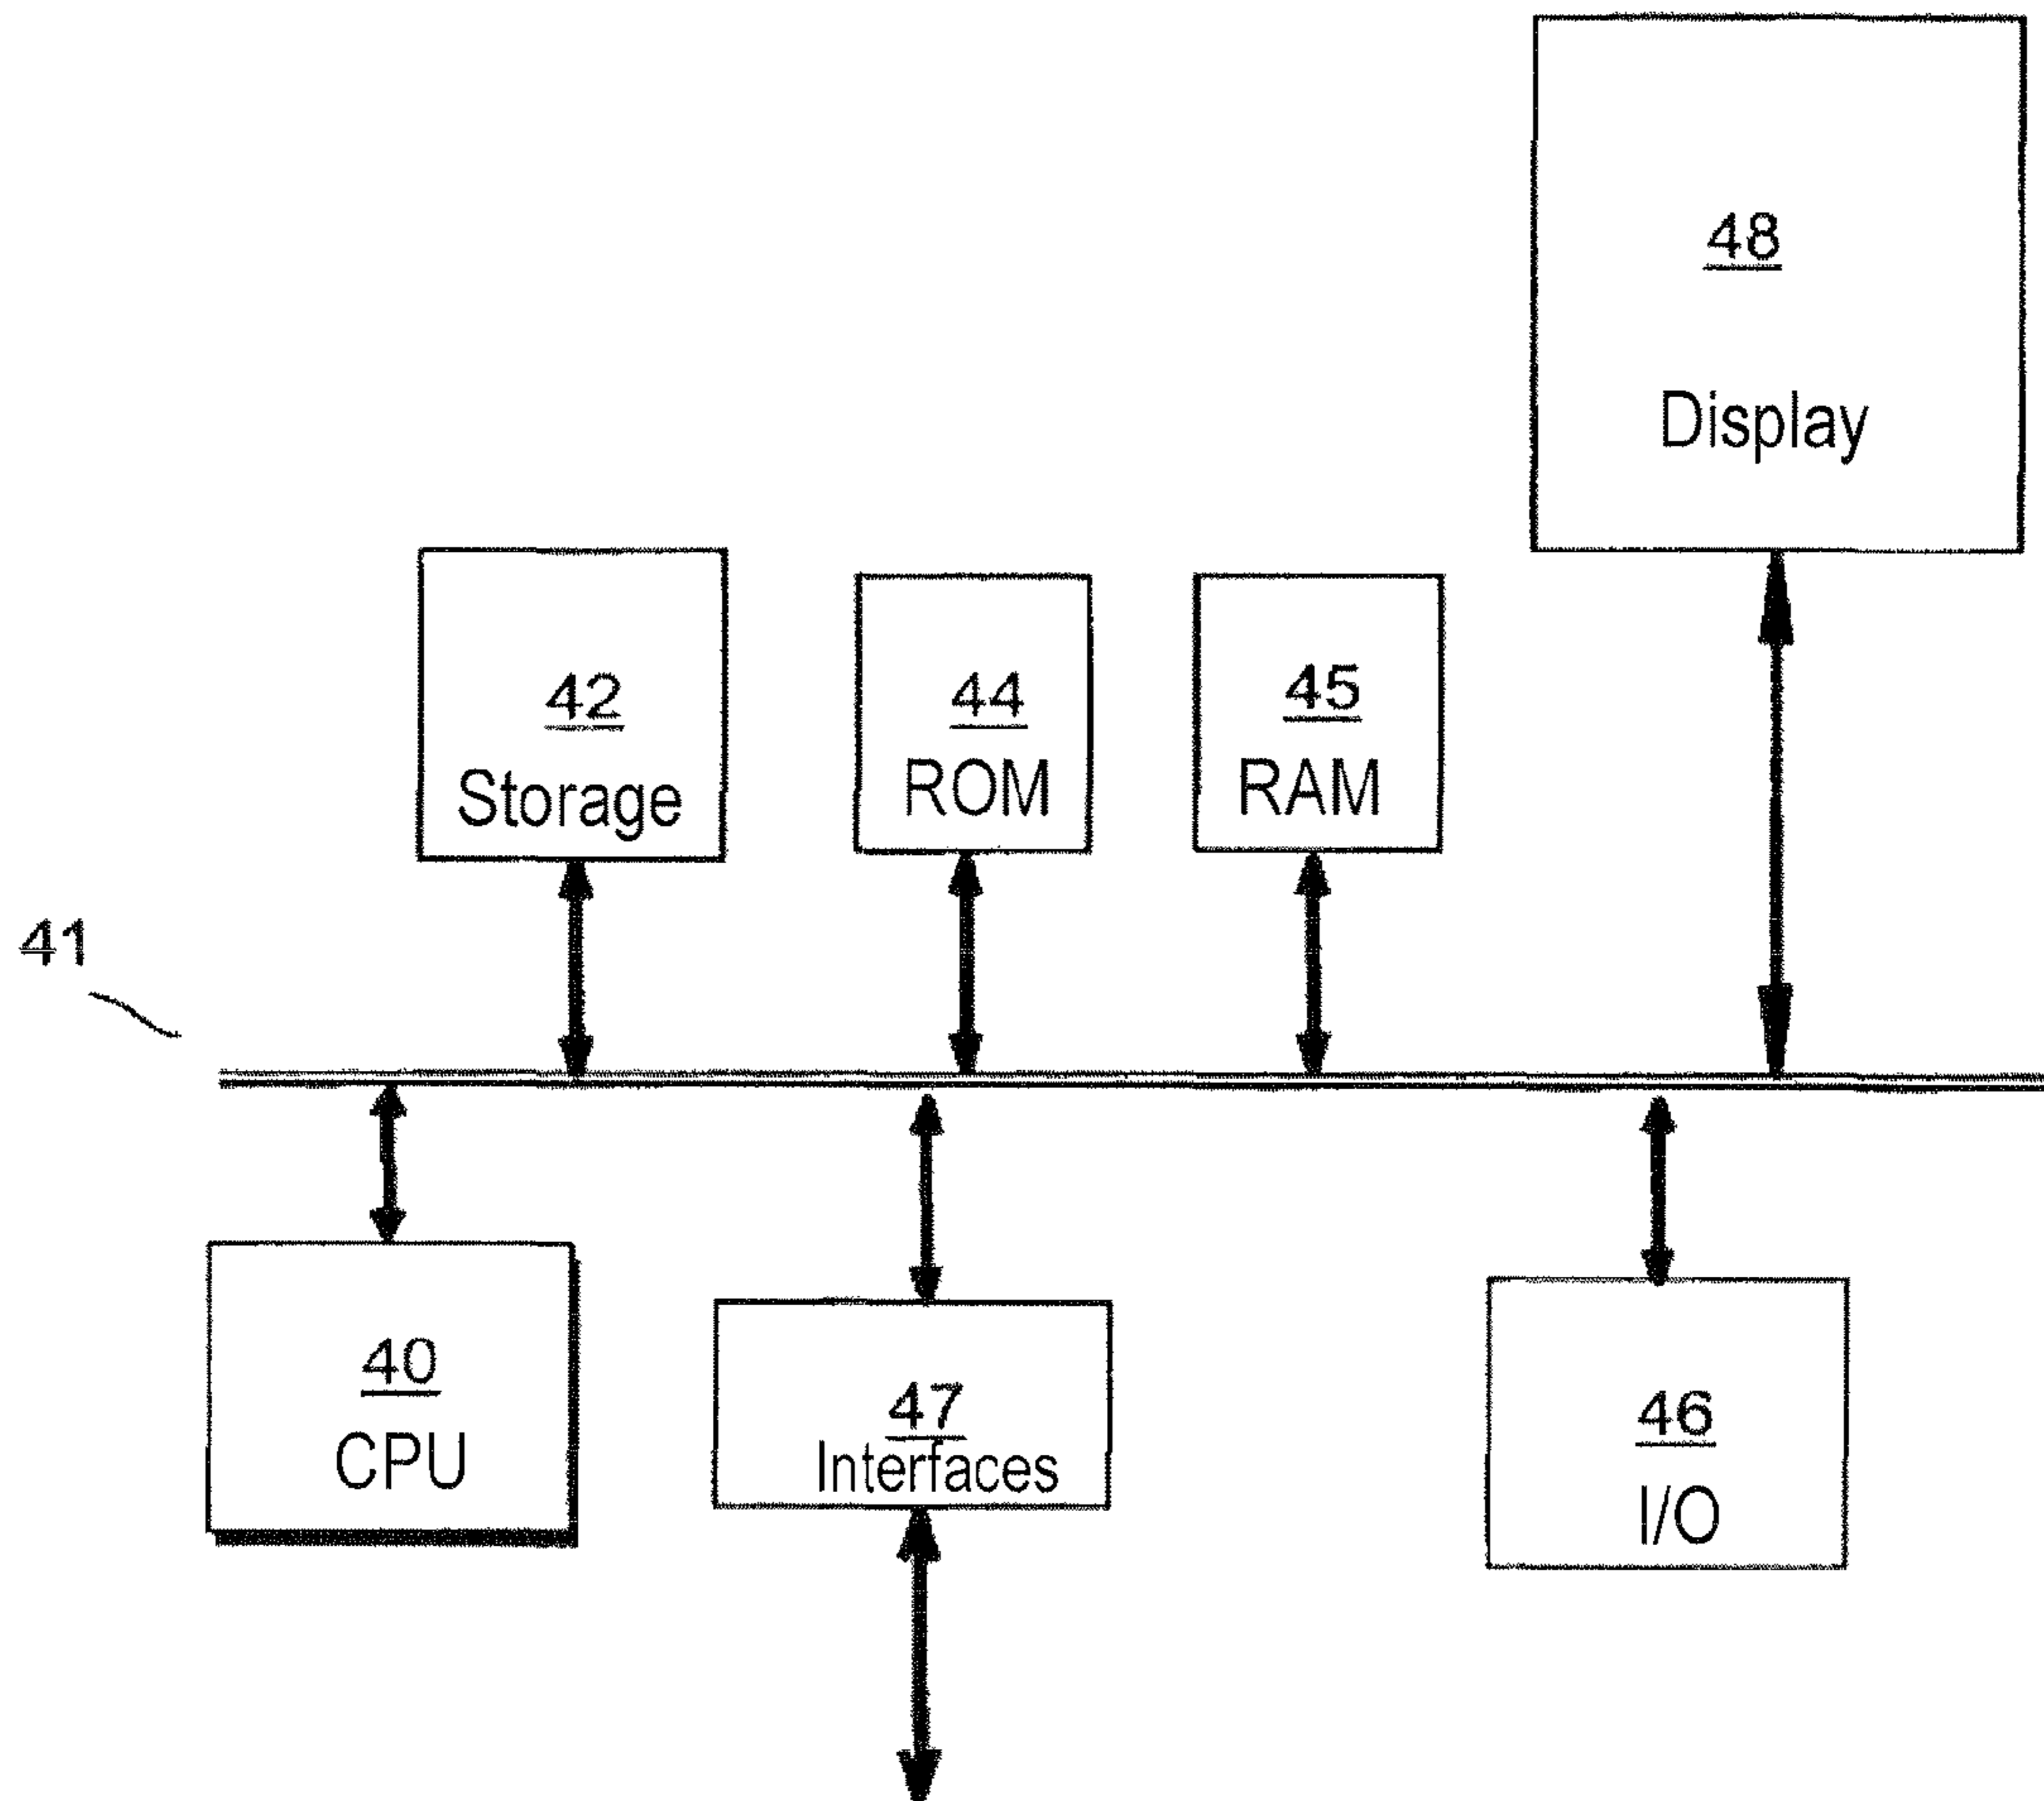 48
Display
42
Storage
44
ROM
45
RAM
41
40
CPU
47
Interfaces
46
I/O